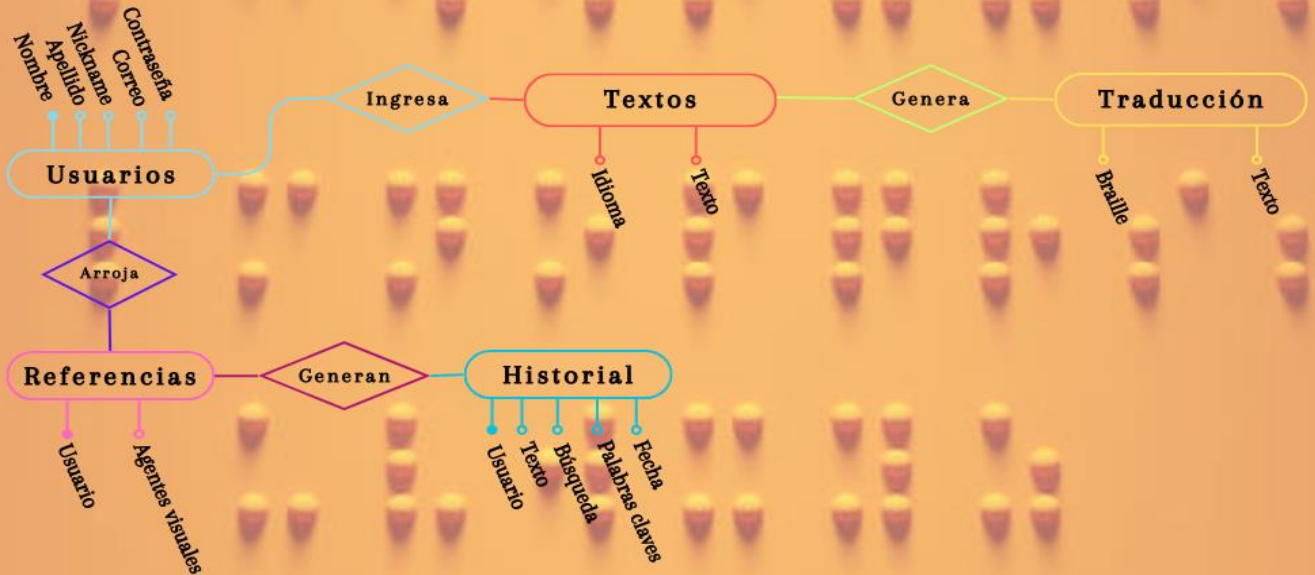 Nombre
Apellido
Nickname
Correo
Contraseña
Usuarios
Ingresa
Textos
Genera
Traducción
Idioma
Texto
Braille
Texto
Arroja
Referencias
Generan
Historial
Usuario
Agentes visuales
Usuario
Texto
Búsqueda
Palabras claves
Fecha